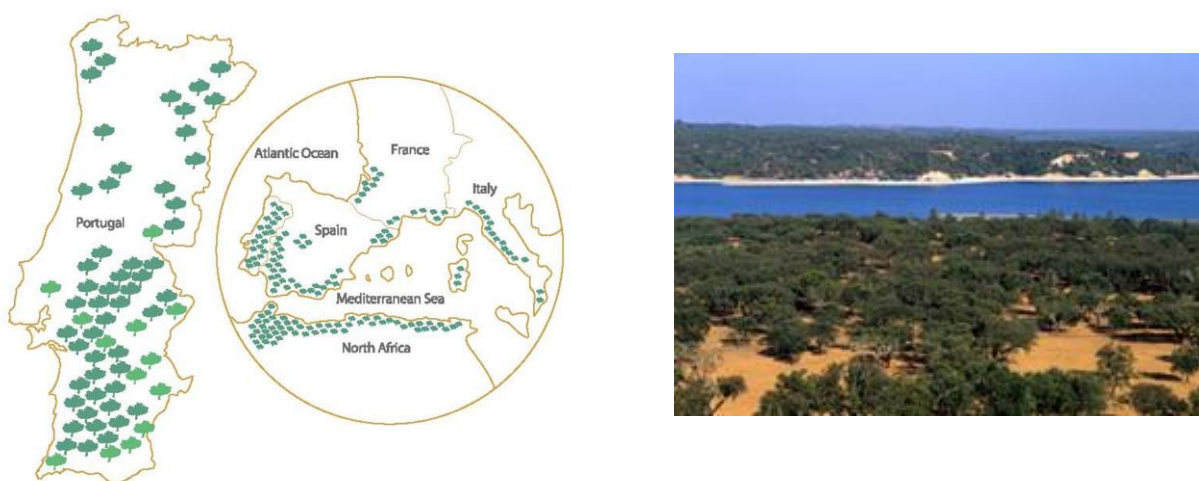 Portugal
Atlantic Ocean
France
Italy
Spain
Mediterranean Sea
North Africa